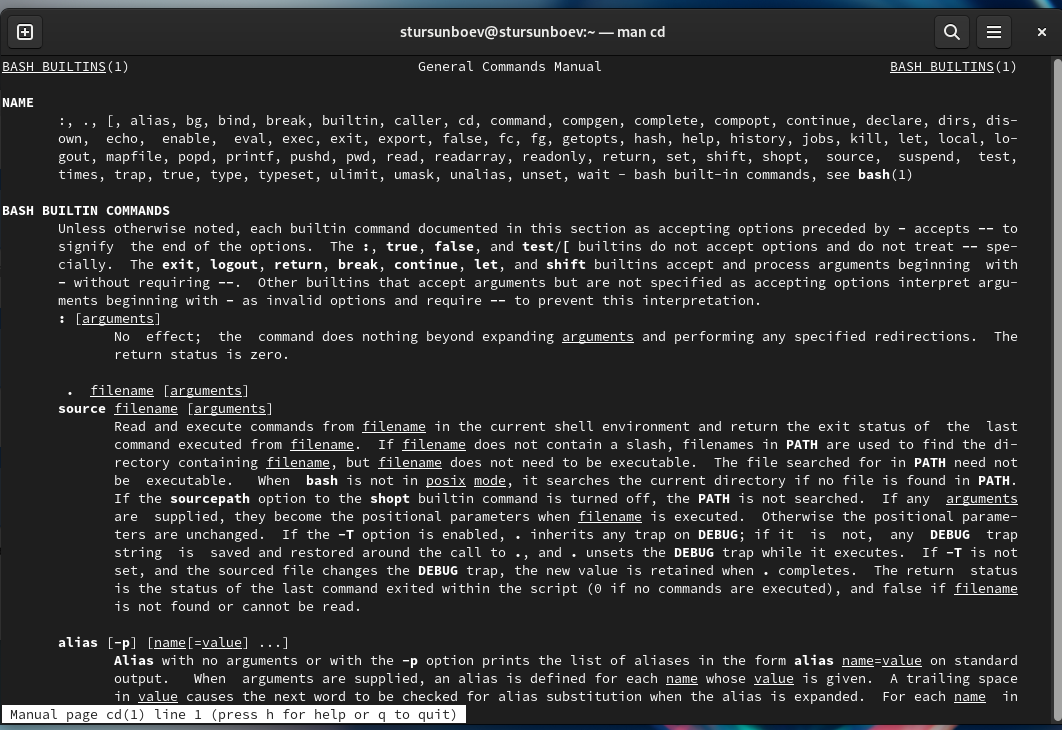 stursunboev@stursunboev:~ — man cd
BASH BUILTINS(1) General Commands Manual BASH BUILTINS(1)
NAME
:, ., [, alias, bg, bind, break, builtin, caller, cd, command, compgen, complete, compopt, continue, declare, dirs, dis-
own, echo, enable, eval, exec, exit, export, false, fc, fg, getopts, hash, help, history, jobs, kill, let, local, lo-
gout, mapfile, popd, printf, pushd, pwd, read, readarray, readonly, return, set, shift, shopt, source, suspend, test,
times, trap, true, type, typeset, ulimit, umask, unalias, unset, wait - bash built-in commands, see bash(1)
BASH BUILTIN COMMANDS
Unless otherwise noted, each builtin command documented in this section as accepting options preceded by - accepts -- to
signify the end of the options. The :, true, false, and test/[ builtins do not accept options and do not treat -- spe-
cially. The exit, logout, return, break, continue, let, and shift builtins accept and process arguments beginning with
- without requiring --. Other builtins that accept arguments but are not specified as accepting options interpret argu-
ments beginning with - as invalid options and require -- to prevent this interpretation.
: [arguments]
No effect; the command does nothing beyond expanding arguments and performing any specified redirections. The
return status is zero.
. filename [arguments]
source filename [arguments]
Read and execute commands from filename in the current shell environment and return the exit status of the last
command executed from filename. If filename does not contain a slash, filenames in PATH are used to find the di-
rectory containing filename, but filename does not need to be executable. The file searched for in PATH need not
be executable. When bash is not in posix mode, it searches the current directory if no file is found in PATH.
If the sourcepath option to the shopt builtin command is turned off, the PATH is not searched. If any arguments
are supplied, they become the positional parameters when filename is executed. Otherwise the positional parame-
ters are unchanged. If the -T option is enabled, . inherits any trap on DEBUG; if it is not, any DEBUG trap
string is saved and restored around the call to ., and . unsets the DEBUG trap while it executes. If -T is not
set, and the sourced file changes the DEBUG trap, the new value is retained when . completes. The return status
is the status of the last command exited within the script (0 if no commands are executed), and false if filename
is not found or cannot be read.
alias [-p] [name[=value] ...]
Alias with no arguments or with the -p option prints the list of aliases in the form alias name=value on standard
output. When arguments are supplied, an alias is defined for each name whose value is given. A trailing space
in value causes the next word to be checked for alias substitution when the alias is expanded. For each name in
Manual page cd(1) line 1 (press h for help or q to quit)